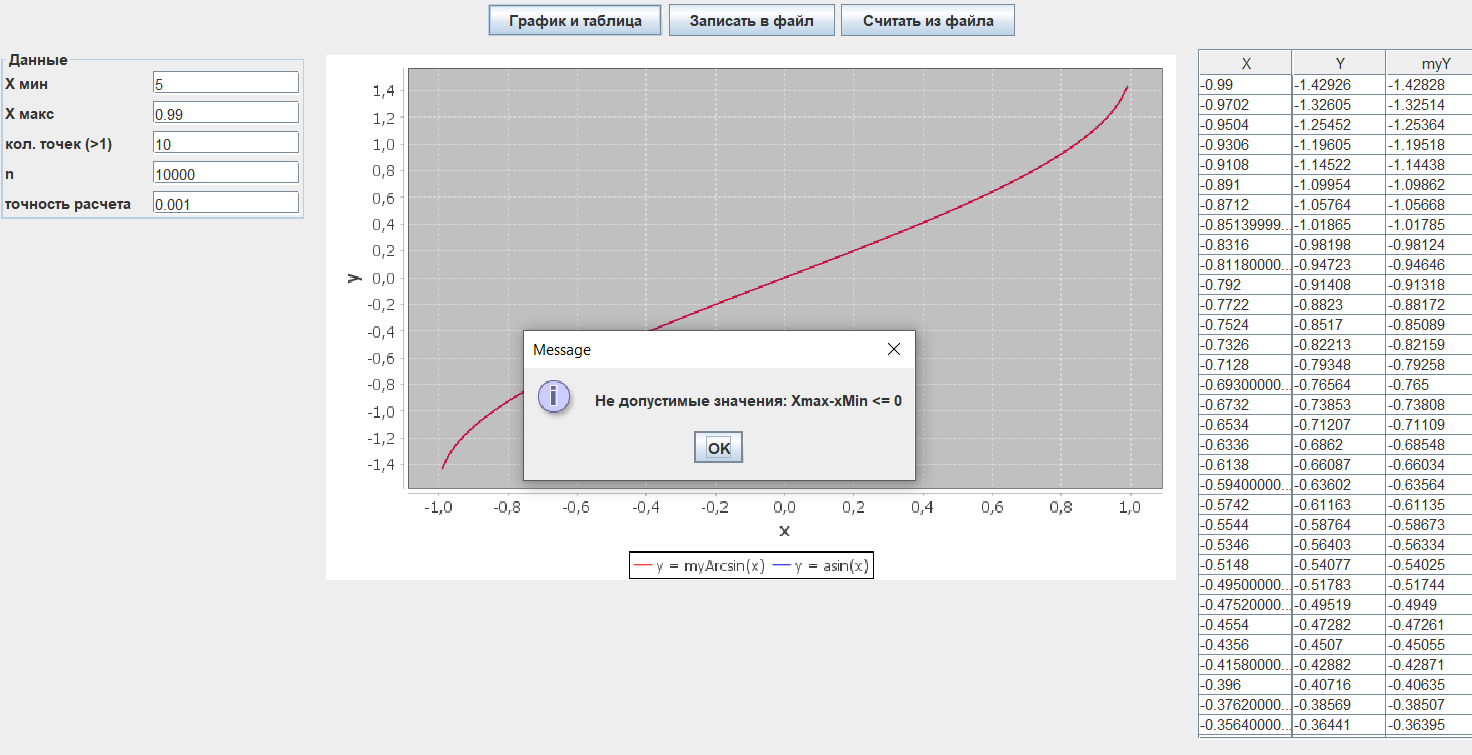 График и таблица Записать в файл Считать из файла
Данные
X мин 5
X макс 0.99
кол. точек (>1) 10
n 10000
точность расчета 0.001
1,4
1,2
1,0
0,8
0,6
0,4
0,2
0,0
-0,2
-0,4
-0,6
-0,8
-1,0
-1,2
-1,4
y
-1,0 -0,8 -0,6 -0,4 -0,2 0,0 0,2 0,4 0,6 0,8 1,0
x
y = myArcsin(x) y = asin(x)
Message
Не допустимые значения: Xmax-xMin <= 0
OK
X Y myY
-0.99 -1.42926 -1.42828
-0.9702 -1.32605 -1.32514
-0.9504 -1.25452 -1.25364
-0.9306 -1.19605 -1.19518
-0.9108 -1.14522 -1.14438
-0.891 -1.09954 -1.09862
-0.8712 -1.05764 -1.05668
-0.85139999... -1.01865 -1.01785
-0.8316 -0.98198 -0.98124
-0.81180000... -0.94723 -0.94646
-0.792 -0.91408 -0.91318
-0.7722 -0.8823 -0.88172
-0.7524 -0.8517 -0.85089
-0.7326 -0.82213 -0.82159
-0.7128 -0.79348 -0.79258
-0.69300000... -0.76564 -0.765
-0.6732 -0.73853 -0.73808
-0.6534 -0.71207 -0.71109
-0.6336 -0.6862 -0.68548
-0.6138 -0.66087 -0.66034
-0.59400000... -0.63602 -0.63564
-0.5742 -0.61163 -0.61135
-0.5544 -0.58764 -0.58673
-0.5346 -0.56403 -0.56334
-0.5148 -0.54077 -0.54025
-0.49500000... -0.51783 -0.51744
-0.47520000... -0.49519 -0.4949
-0.4554 -0.47282 -0.47261
-0.4356 -0.4507 -0.45055
-0.41580000... -0.42882 -0.42871
-0.396 -0.40716 -0.40635
-0.37620000... -0.38569 -0.38507
-0.35640000... -0.36441 -0.36395